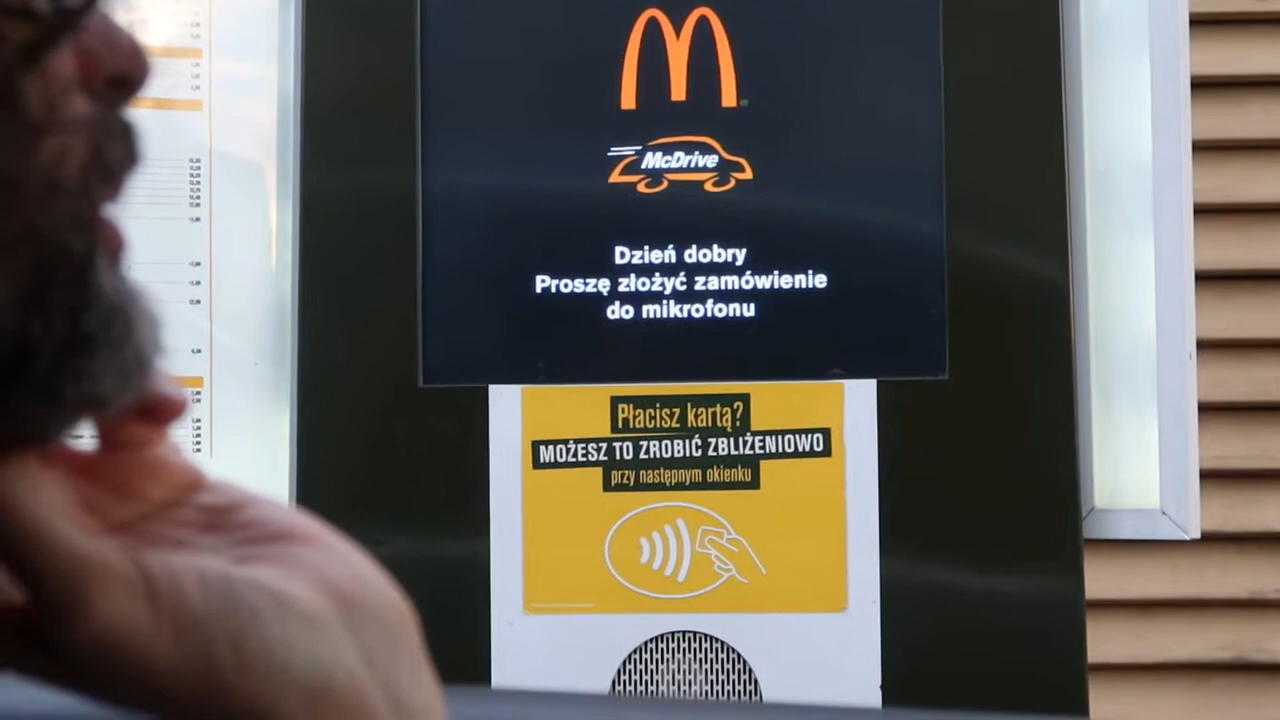 McDrive
Dzień dobry
Proszę złożyć zamówienie
do mikrofonu
Płacisz kartą?
MOŻESZ TO ZROBIĆ ZBLIŻENIOWO
przy następnym okienku